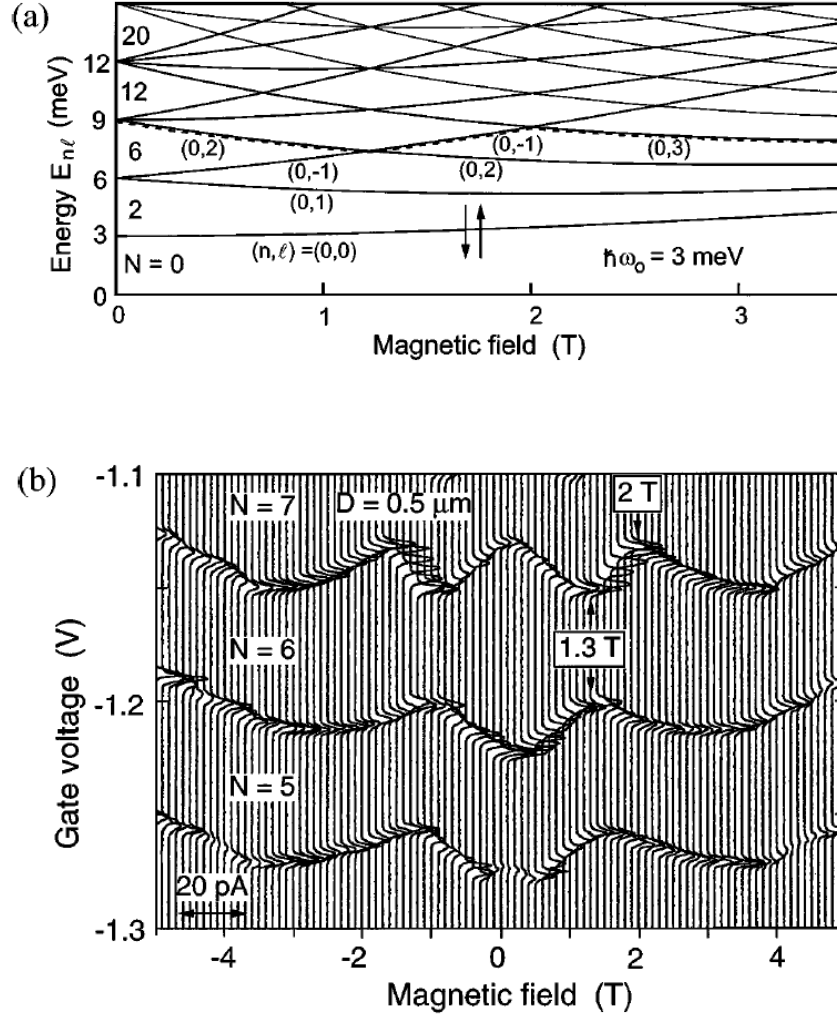 (a)
Energy E_nℓ (meV)
20
12
12
9
(0,2)
(0,-1)
(0,3)
6
(0,-1)
(0,2)
6
(0,1)
2
3
(n,ℓ) =(0,0)
N = 0
ħω₀ = 3 meV
0
0 1 2 3
Magnetic field (T)
(b)
Gate voltage (V)
-1.1
N = 7
D = 0.5 μm
2 T
N = 6
1.3 T
-1.2
N = 5
20 pA
-1.3
-4 -2 0 2 4
Magnetic field (T)